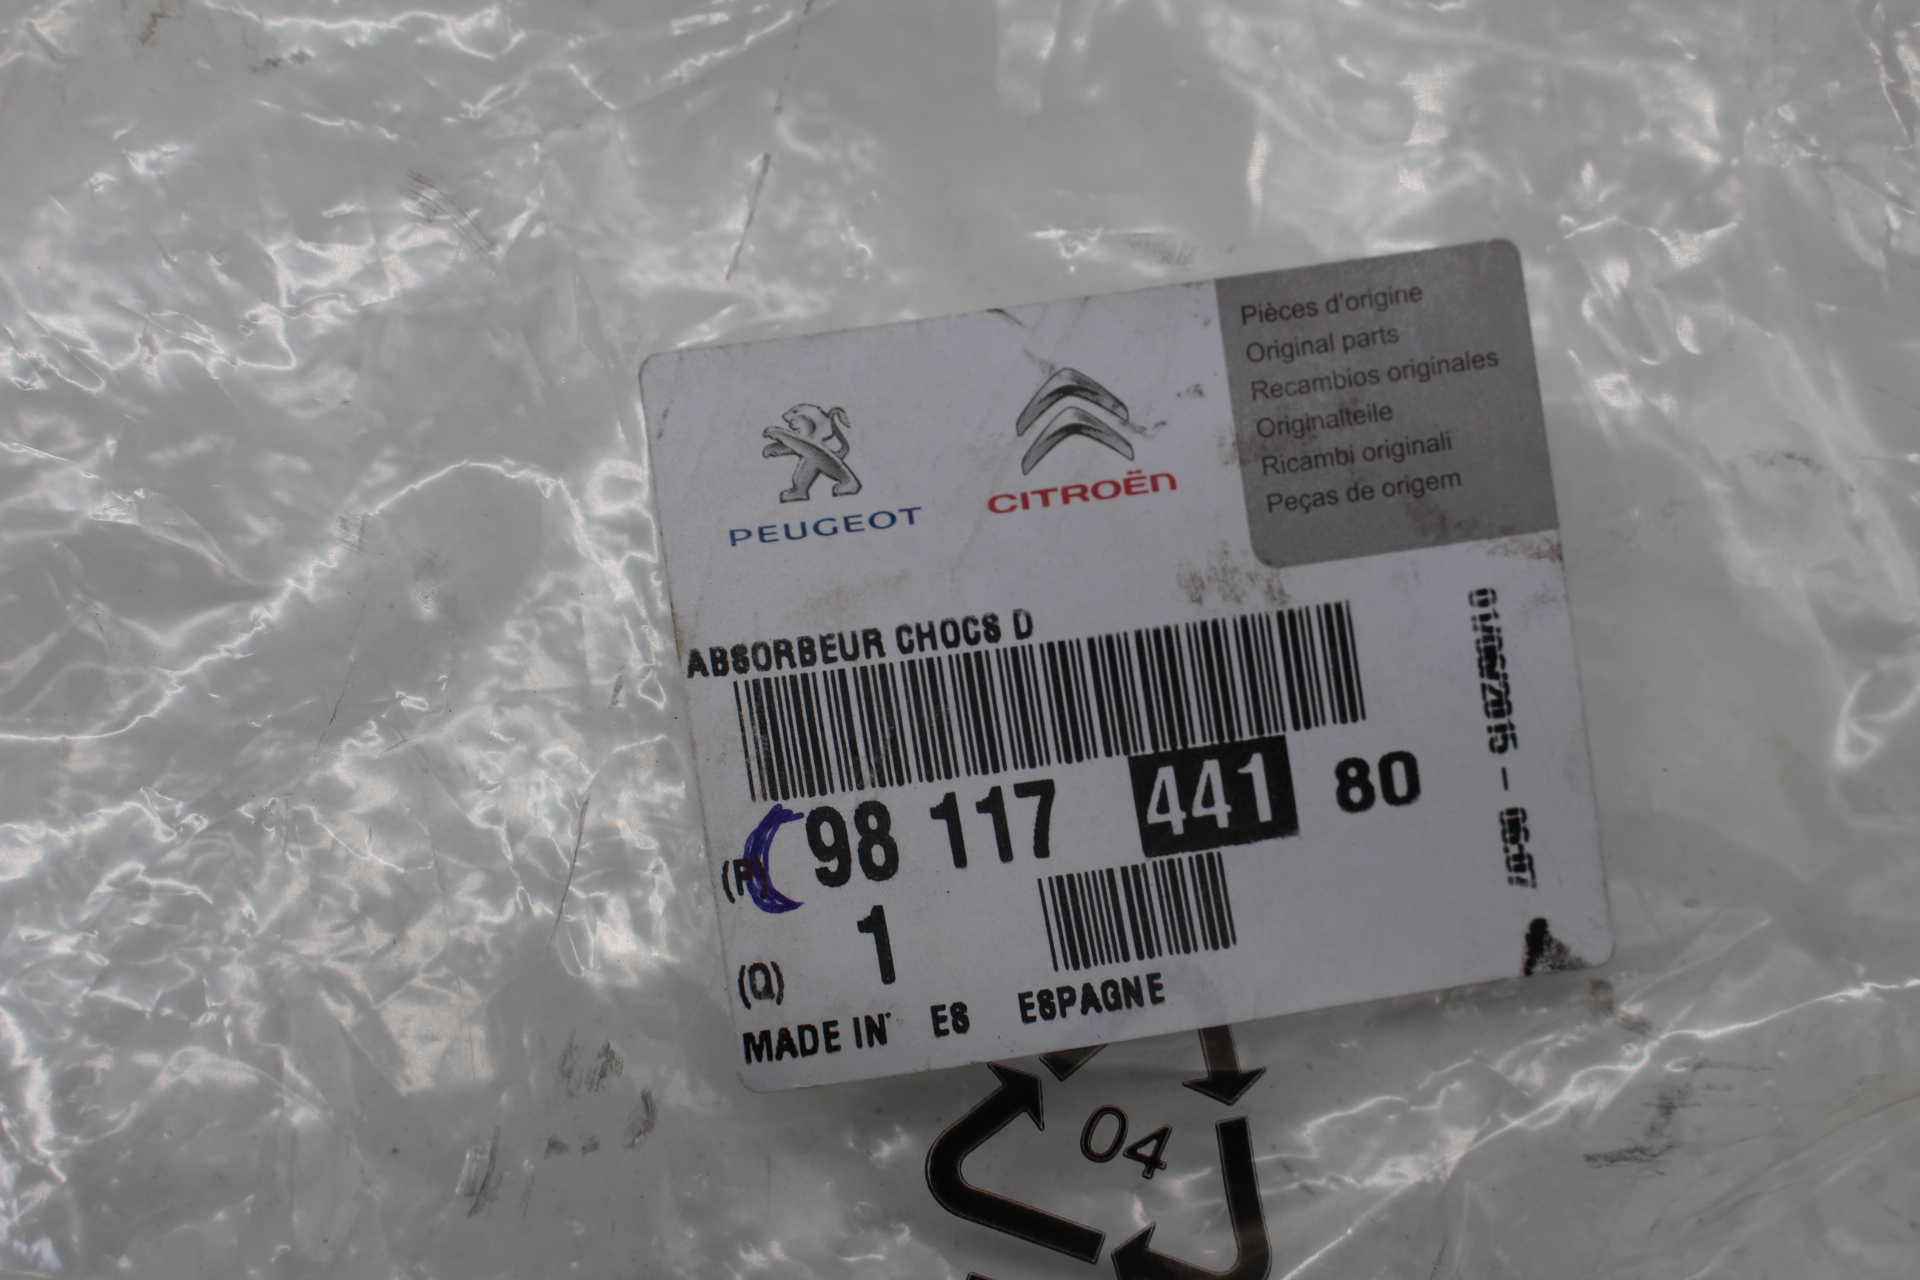 PEUGEOT
CITROËN
Pièces d'origine
Original parts
Recambios originales
Originalteile
Ricambi originali
Peças de origem
ABSORBEUR CHOCS D
(P) 98 117 441 80
(Q) 1
MADE IN ES ESPAGNE
04